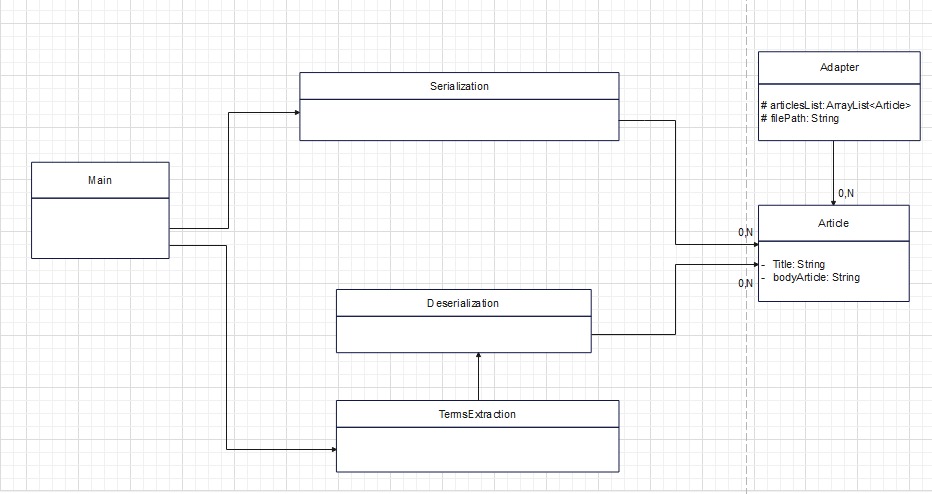 Adapter
# articlesList: ArrayList<Article>
# filePath: String
Serialization
Main
0,N
Article
0,N
- Title: String
- bodyArticle: String
0,N
Deserialization
TermsExtraction